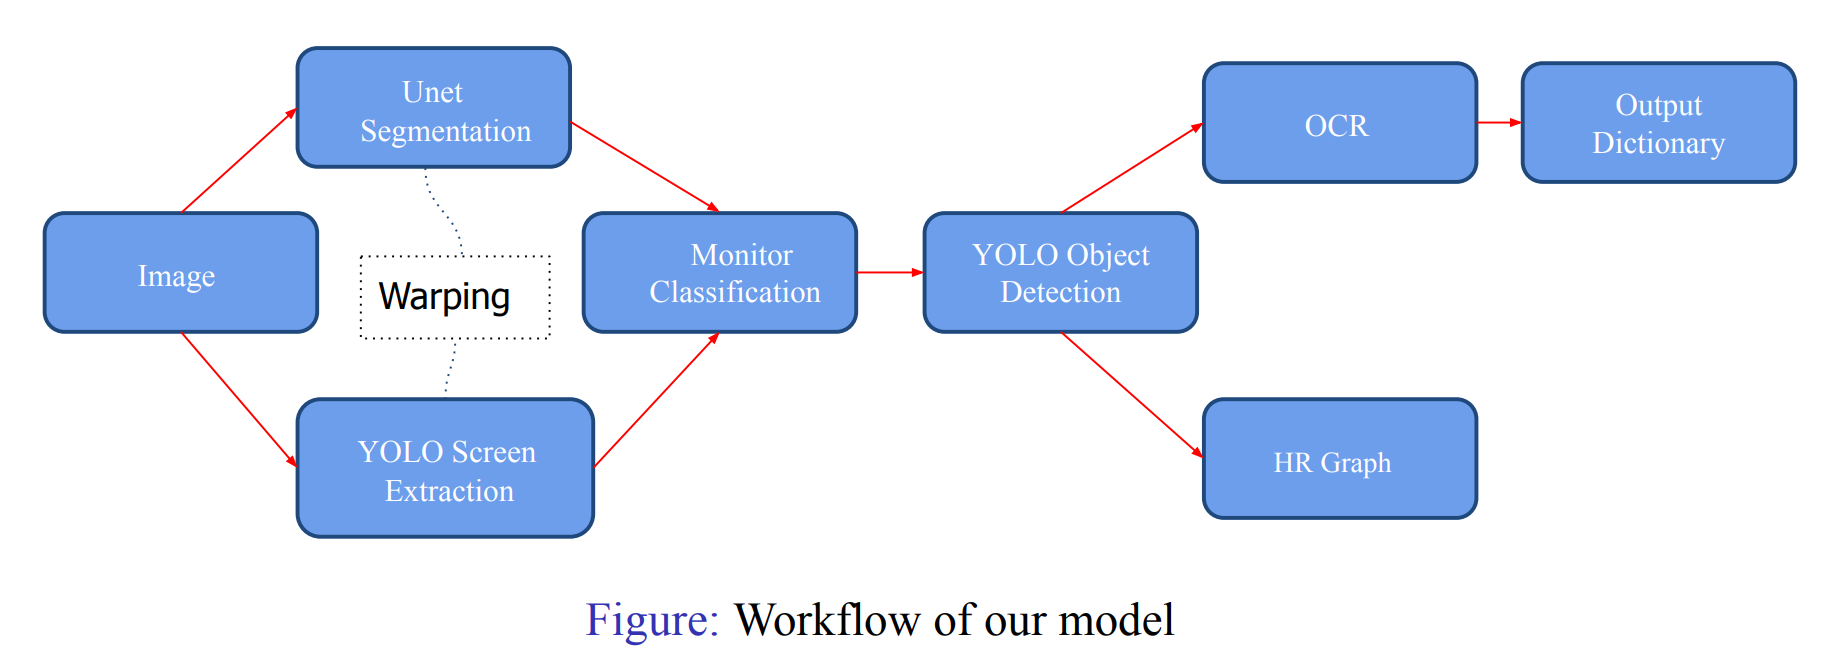 Unet
Segmentation
Image
Warping
YOLO Screen
Extraction
Monitor
Classification
YOLO Object
Detection
OCR
Output
Dictionary
HR Graph
Figure: Workflow of our model